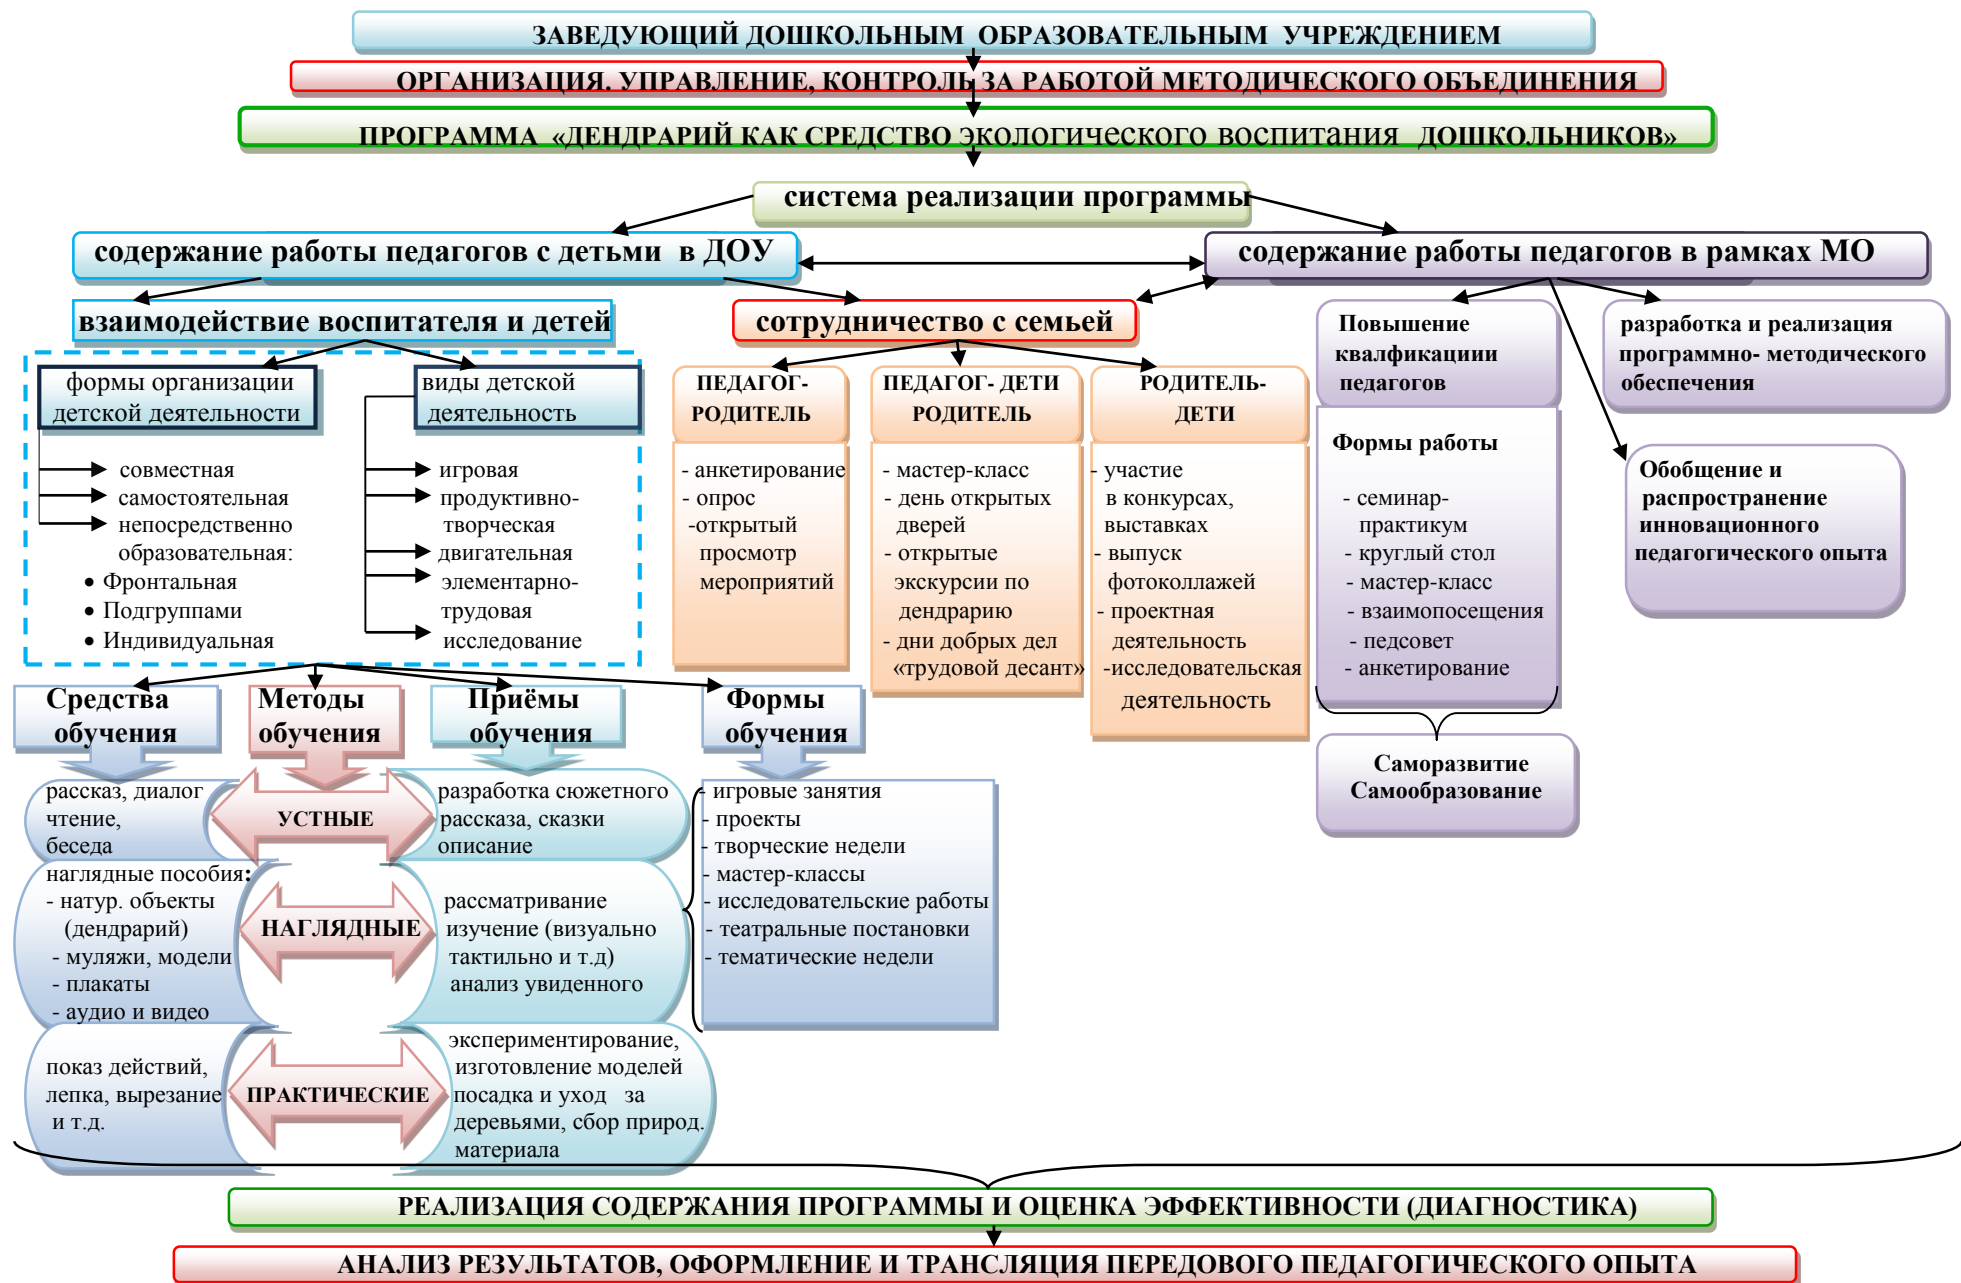 ЗАВЕДУЮЩИЙ ДОШКОЛЬНЫМ ОБРАЗОВАТЕЛЬНЫМ УЧРЕЖДЕНИЕМ
ОРГАНИЗАЦИЯ. УПРАВЛЕНИЕ, КОНТРОЛЬ ЗА РАБОТОЙ МЕТОДИЧЕСКОГО ОБЪЕДИНЕНИЯ
ПРОГРАММА «ДЕНДРАРИЙ КАК СРЕДСТВО экологического воспитания ДОШКОЛЬНИКОВ»
система реализации программы
содержание работы педагогов с детьми в ДОУ
содержание работы педагогов в рамках МО
взаимодействие воспитателя и детей
сотрудничество с семьей
формы организации
детской деятельности
виды детской
деятельность
совместная
самостоятельная
непосредственно
образовательная:
• Фронтальная
• Подгруппами
• Индивидуальная
игровая
продуктивно-
творческая
двигательная
элементарно-
трудовая
исследование
ПЕДАГОГ-
РОДИТЕЛЬ
- анкетирование
- опрос
-открытый
просмотр
мероприятий
ПЕДАГОГ- ДЕТИ
РОДИТЕЛЬ
- мастер-класс
- день открытых
дверей
- открытые
экскурсии по
дендрарию
- дни добрых дел
«трудовой десант»
РОДИТЕЛЬ-
ДЕТИ
- участие
в конкурсах,
выставках
- выпуск
фотоколлажей
- проектная
деятельность
-исследовательская
деятельность
Повышение
квалфикациии
педагогов
Формы работы
- семинар-
практикум
- круглый стол
- мастер-класс
- взаимопосещения
- педсовет
- анкетирование
Саморазвитие
Самообразование
разработка и реализация
программно- методического
обеспечения
Обобщение и
распространение
инновационного
педагогического опыта
Средства
обучения
Методы
обучения
Приёмы
обучения
Формы
обучения
рассказ, диалог
чтение,
беседа
УСТНЫЕ
разработка сюжетного
рассказа, сказки
описание
наглядные пособия:
- натур. объекты
(дендрарий)
- муляжи, модели
- плакаты
- аудио и видео
НАГЛЯДНЫЕ
рассматривание
изучение (визуально
тактильно и т.д)
анализ увиденного
показ действий,
лепка, вырезание
и т.д.
ПРАКТИЧЕСКИЕ
экспериментирование,
изготовление моделей
посадка и уход за
деревьями, сбор природ.
материала
- игровые занятия
- проекты
- творческие недели
- мастер-классы
- исследовательские работы
- театральные постановки
- тематические недели
РЕАЛИЗАЦИЯ СОДЕРЖАНИЯ ПРОГРАММЫ И ОЦЕНКА ЭФФЕКТИВНОСТИ (ДИАГНОСТИКА)
АНАЛИЗ РЕЗУЛЬТАТОВ, ОФОРМЛЕНИЕ И ТРАНСЛЯЦИЯ ПЕРЕДОВОГО ПЕДАГОГИЧЕСКОГО ОПЫТА